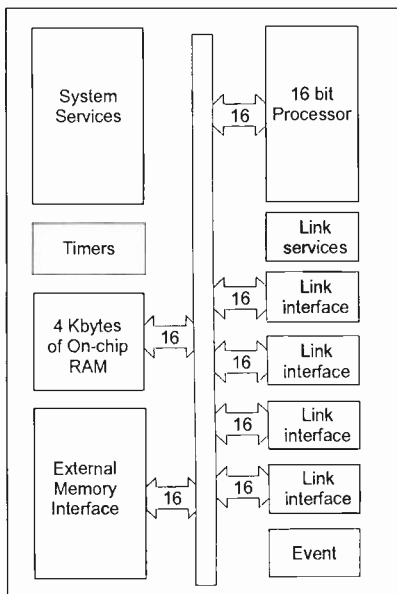 System
Services
16
16 bit
Processor
Timers
Link
services
16
Link
interface
4 Kbytes
of On-chip
RAM
16
16
Link
interface
External
Memory
Interface
16
16
Link
interface
16
Link
interface
Event